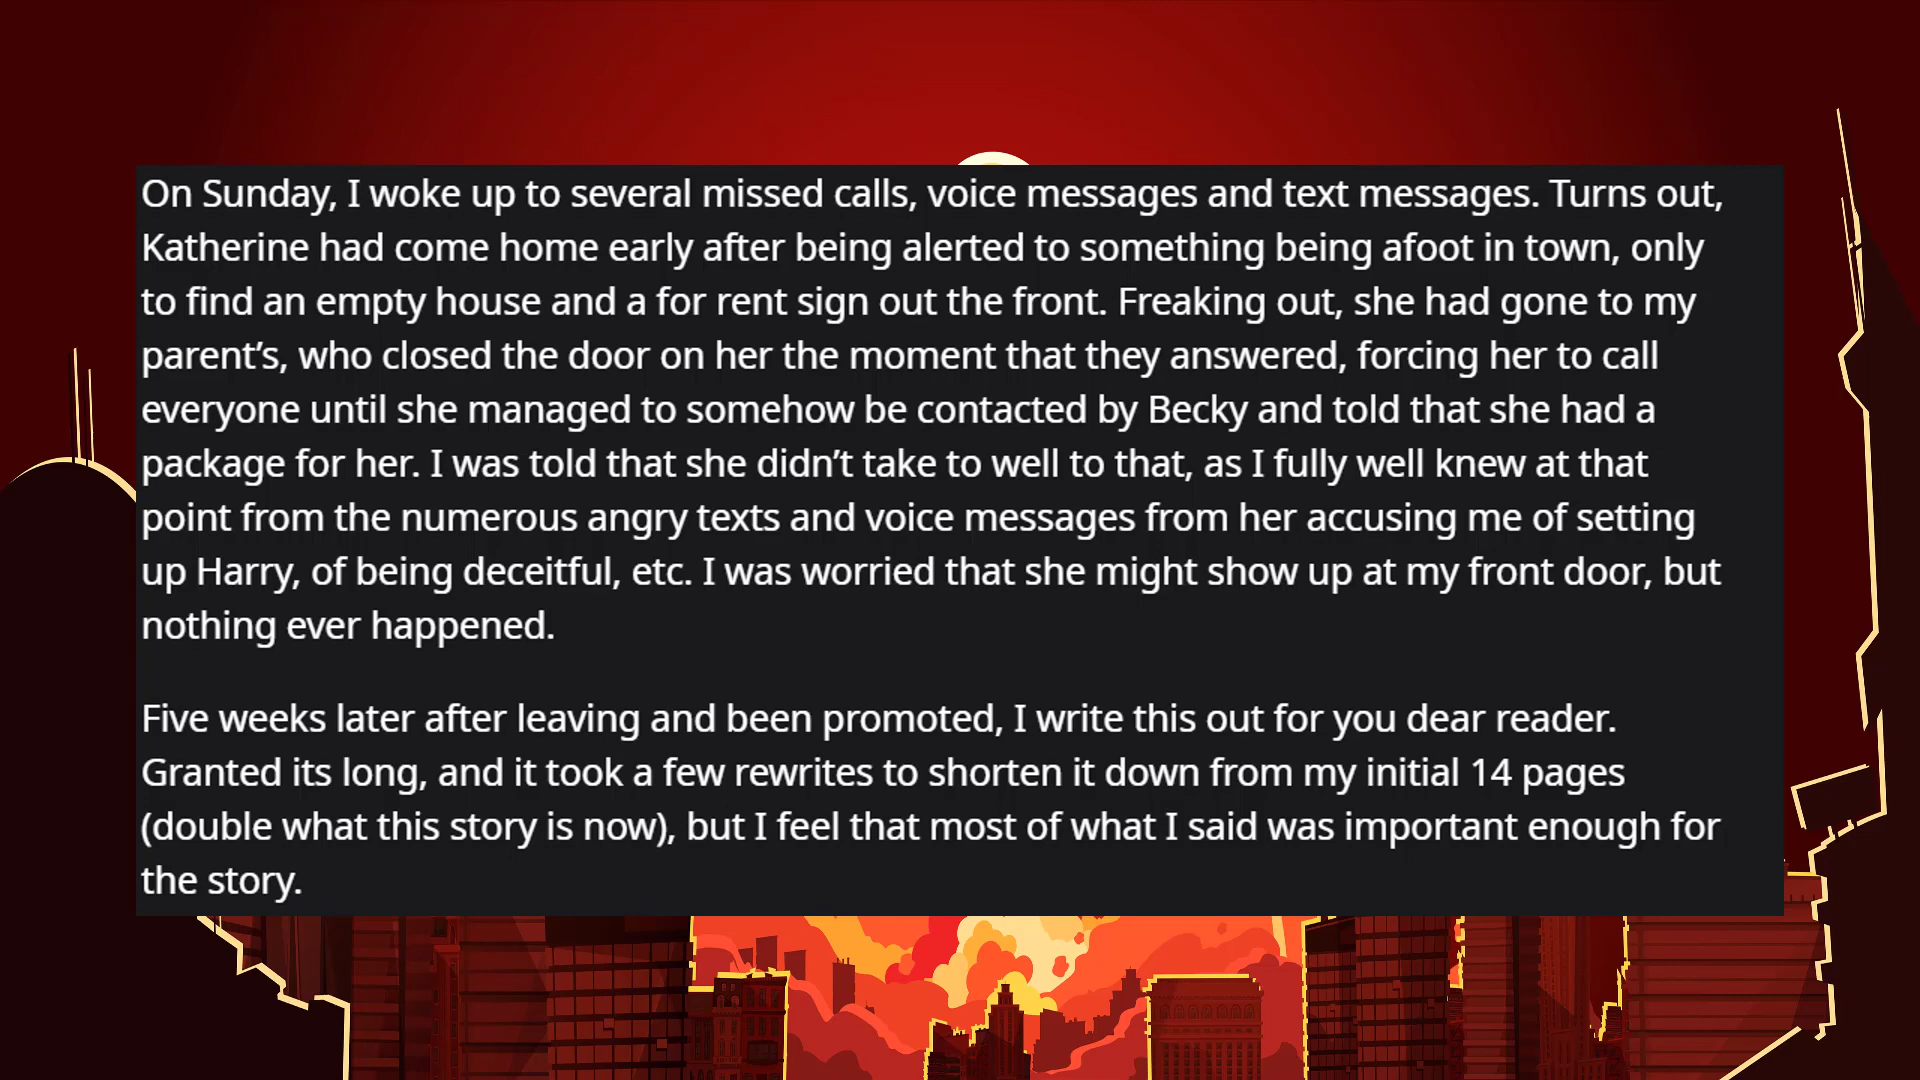 On Sunday, I woke up to several missed calls, voice messages and text messages. Turns out,
Katherine had come home early after being alerted to something being afoot in town, only
to find an empty house and a for rent sign out the front. Freaking out, she had gone to my
parent’s, who closed the door on her the moment that they answered, forcing her to call
everyone until she managed to somehow be contacted by Becky and told that she had a
package for her. I was told that she didn’t take to well to that, as I fully well knew at that
point from the numerous angry texts and voice messages from her accusing me of setting
up Harry, of being deceitful, etc. I was worried that she might show up at my front door, but
nothing ever happened.
Five weeks later after leaving and been promoted, I write this out for you dear reader.
Granted its long, and it took a few rewrites to shorten it down from my initial 14 pages
(double what this story is now), but I feel that most of what I said was important enough for
the story.